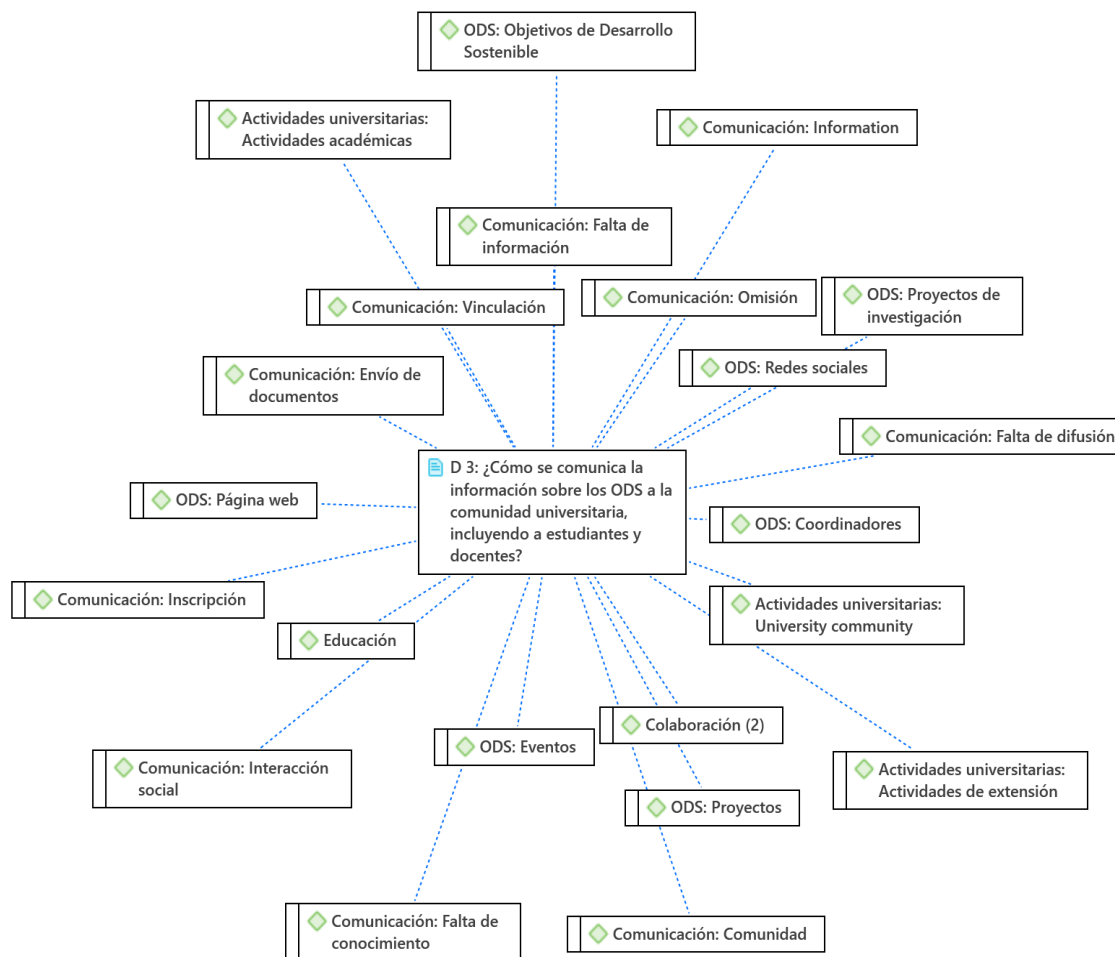 ODS: Objetivos de Desarrollo
Sostenible
Actividades universitarias:
Actividades académicas
Comunicación: Information
Comunicación: Falta de
información
Comunicación: Vinculación
Comunicación: Omisión
ODS: Proyectos de
investigación
Comunicación: Envío de
documentos
ODS: Redes sociales
Comunicación: Falta de difusión
D 3: ¿Cómo se comunica la
información sobre los ODS a la
comunidad universitaria,
incluyendo a estudiantes y
docentes?
ODS: Página web
ODS: Coordinadores
Comunicación: Inscripción
Actividades universitarias:
University community
Educación
Colaboración (2)
ODS: Eventos
Comunicación: Interacción
social
Actividades universitarias:
Actividades de extensión
ODS: Proyectos
Comunicación: Falta de
conocimiento
Comunicación: Comunidad